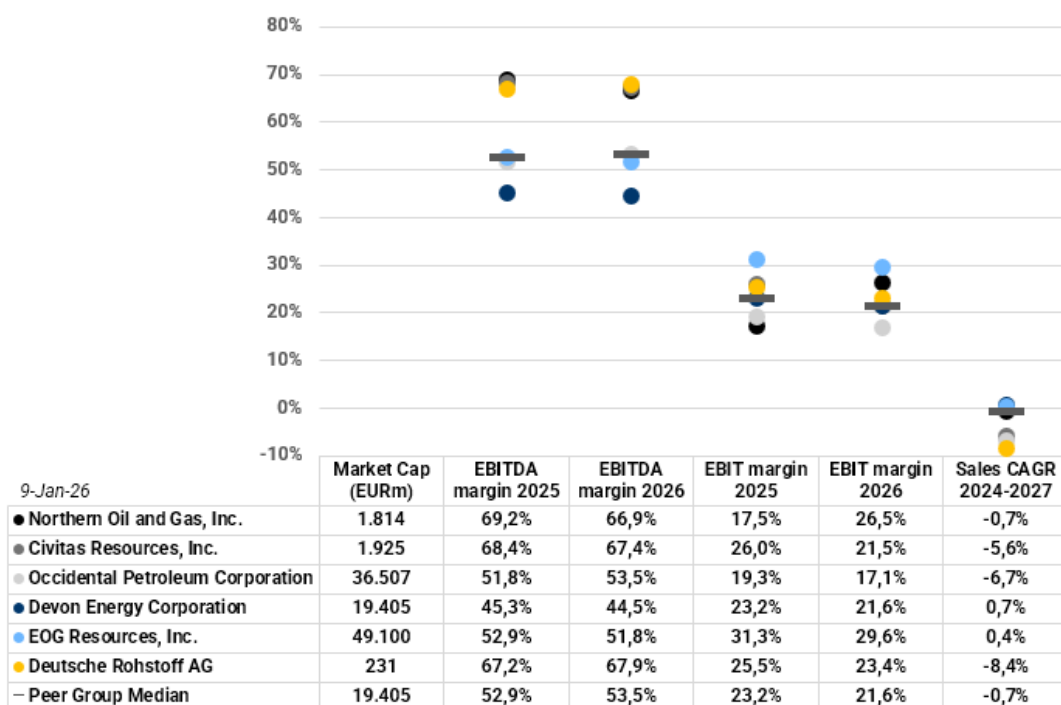 80%
70%
60%
50%
40%
30%
20%
10%
0%
-10%
9-Jan-26 Market Cap (EURm) EBITDA margin 2025 EBITDA margin 2026 EBIT margin 2025 EBIT margin 2026 Sales CAGR 2024-2027
Northern Oil and Gas, Inc. 1.814 69,2% 66,9% 17,5% 26,5% -0,7%
Civitas Resources, Inc. 1.925 68,4% 67,4% 26,0% 21,5% -5,6%
Occidental Petroleum Corporation 36.507 51,8% 53,5% 19,3% 17,1% -6,7%
Devon Energy Corporation 19.405 45,3% 44,5% 23,2% 21,6% 0,7%
EOG Resources, Inc. 49.100 52,9% 51,8% 31,3% 29,6% 0,4%
Deutsche Rohstoff AG 231 67,2% 67,9% 25,5% 23,4% -8,4%
Peer Group Median 19.405 52,9% 53,5% 23,2% 21,6% -0,7%